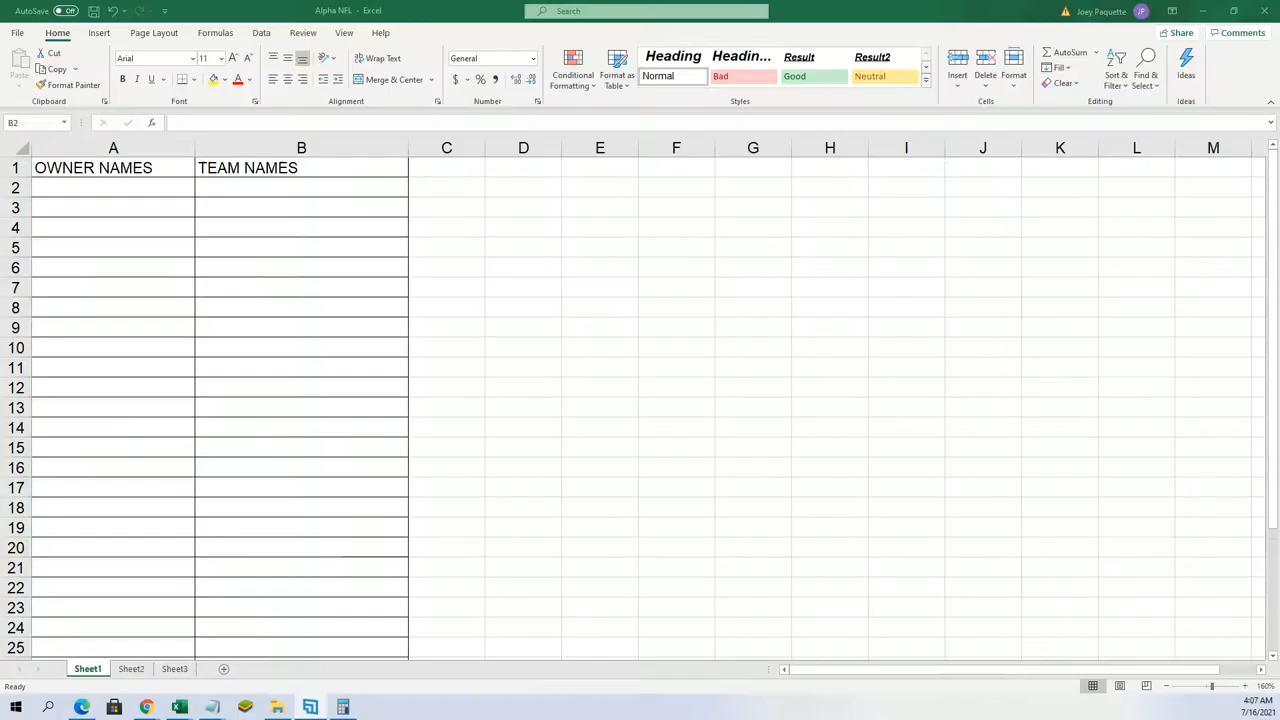 AutoSave Off Alpha NFL - Excel Search Joey Paquette JP
File Home Insert Page Layout Formulas Data Review View Help Share Comments
Paste Cut Copy Format Painter Clipboard
Arial 11 B I U A Font
ab Wrap Text Merge & Center Alignment
General $ % , Number
Conditional Formatting Format as Table
Heading Headin... Result Result2
Normal Bad Good Neutral
Styles
Insert Delete Format Cells
AutoSum Fill Clear Sort & Filter Find & Select Editing
Ideas Ideas
B2 fx
A B C D E F G H I J K L M
1 OWNER NAMES TEAM NAMES
2
3
4
5
6
7
8
9
10
11
12
13
14
15
16
17
18
19
20
21
22
23
24
25
Sheet1 Sheet2 Sheet3
Ready 160%
4:07 AM
7/16/2021